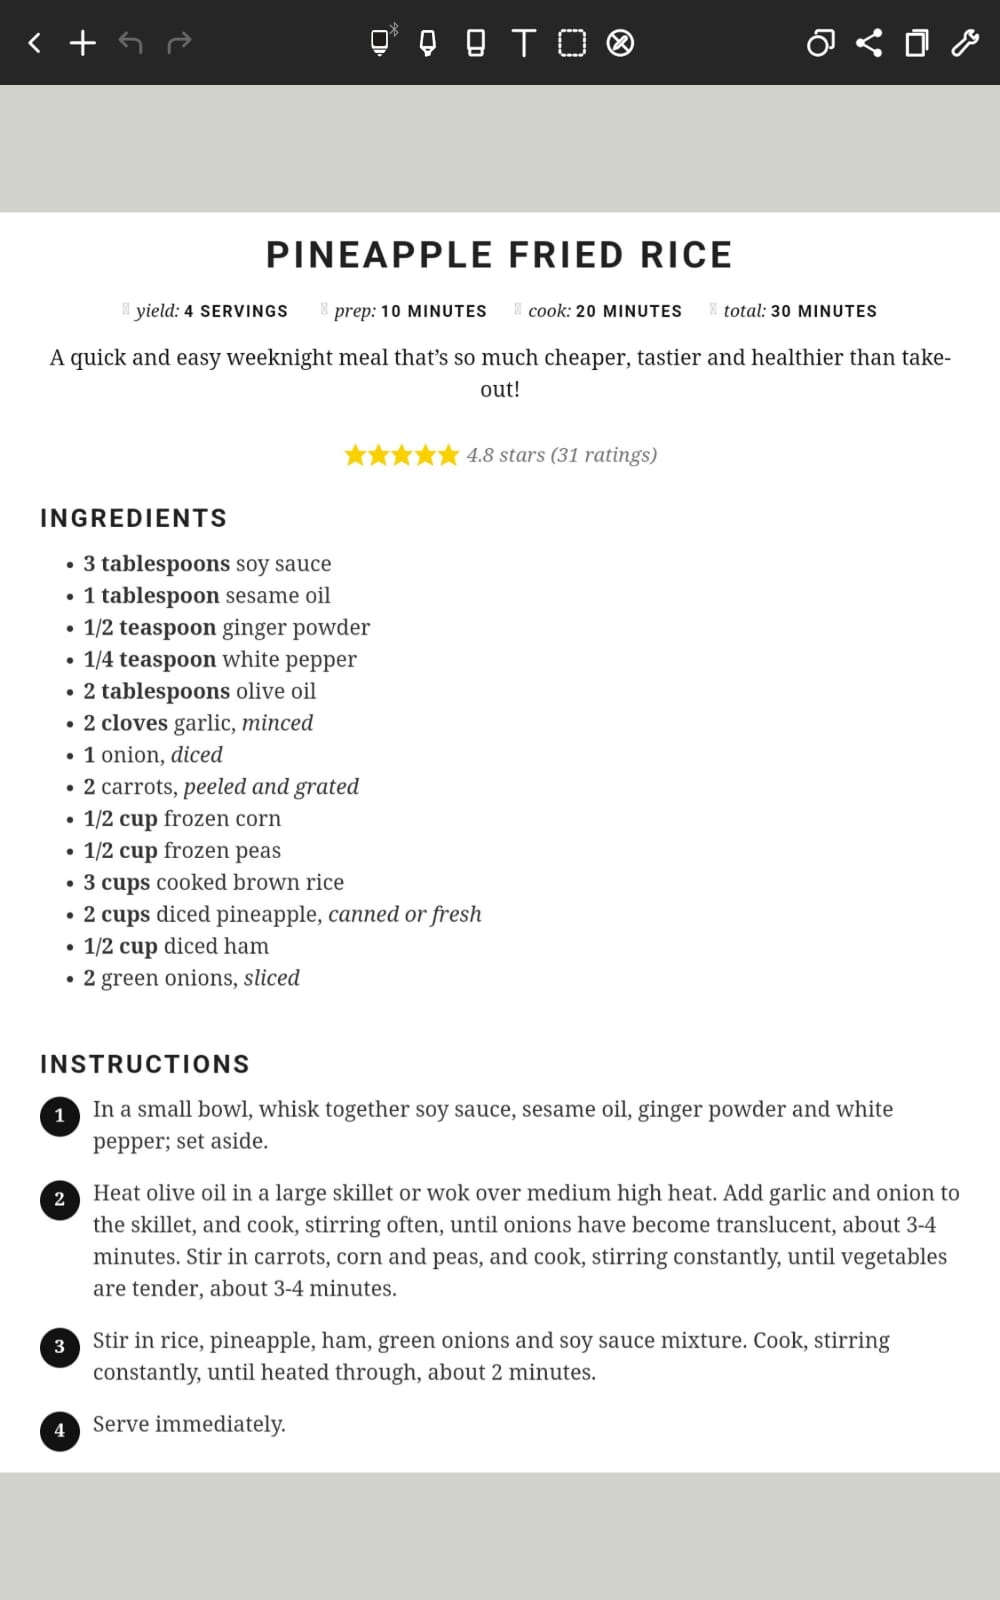 PINEAPPLE FRIED RICE
yield: 4 SERVINGS prep: 10 MINUTES cook: 20 MINUTES total: 30 MINUTES
A quick and easy weeknight meal that’s so much cheaper, tastier and healthier than take-
out!
4.8 stars (31 ratings)
INGREDIENTS
• 3 tablespoons soy sauce
• 1 tablespoon sesame oil
• 1/2 teaspoon ginger powder
• 1/4 teaspoon white pepper
• 2 tablespoons olive oil
• 2 cloves garlic, minced
• 1 onion, diced
• 2 carrots, peeled and grated
• 1/2 cup frozen corn
• 1/2 cup frozen peas
• 3 cups cooked brown rice
• 2 cups diced pineapple, canned or fresh
• 1/2 cup diced ham
• 2 green onions, sliced
INSTRUCTIONS
1 In a small bowl, whisk together soy sauce, sesame oil, ginger powder and white
pepper; set aside.
2 Heat olive oil in a large skillet or wok over medium high heat. Add garlic and onion to
the skillet, and cook, stirring often, until onions have become translucent, about 3-4
minutes. Stir in carrots, corn and peas, and cook, stirring constantly, until vegetables
are tender, about 3-4 minutes.
3 Stir in rice, pineapple, ham, green onions and soy sauce mixture. Cook, stirring
constantly, until heated through, about 2 minutes.
4 Serve immediately.